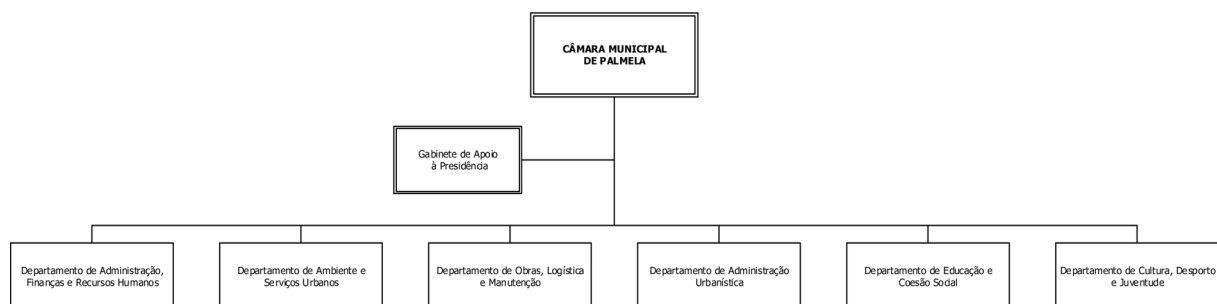 CÂMARA MUNICIPAL
DE PALMELA
Gabinete de Apoio
à Presidência
Departamento de Administração,
Finanças e Recursos Humanos
Departamento de Ambiente e
Serviços Urbanos
Departamento de Obras, Logística
e Manutenção
Departamento de Administração
Urbanística
Departamento de Educação e
Coesão Social
Departamento de Cultura, Desporto
e Juventude